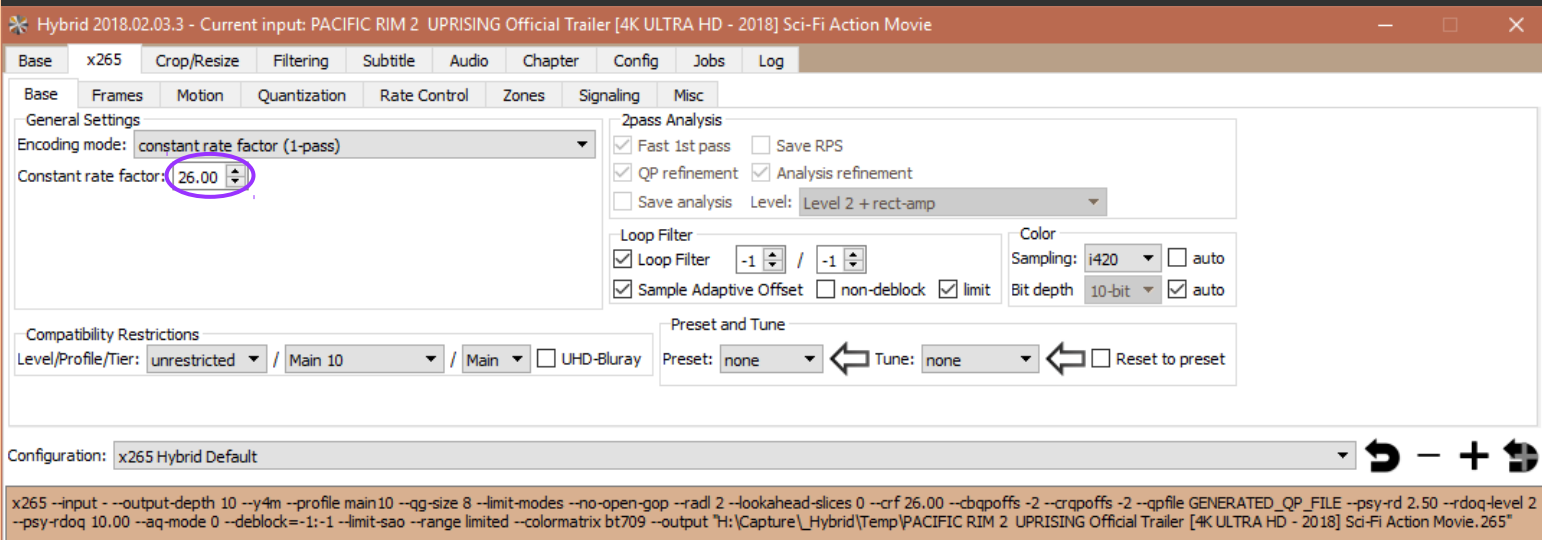 Hybrid 2018.02.03.3 - Current input: PACIFIC RIM 2  UPRISING Official Trailer [4K ULTRA HD - 2018] Sci-Fi Action Movie
Base x265 Crop/Resize Filtering Subtitle Audio Chapter Config Jobs Log
Base Frames Motion Quantization Rate Control Zones Signaling Misc
General Settings
Encoding mode: constant rate factor (1-pass)
Constant rate factor: 26.00
2pass Analysis
Fast 1st pass Save RPS
QP refinement Analysis refinement
Save analysis Level: Level 2 + rect-amp
Loop Filter
Loop Filter -1 / -1
Sample Adaptive Offset non-deblock limit
Color
Sampling: i420 auto
Bit depth 10-bit auto
Compatibility Restrictions
Level/Profile/Tier: unrestricted / Main 10 / Main UHD-Bluray
Preset and Tune
Preset: none Tune: none Reset to preset
Configuration: x265 Hybrid Default
x265 --input - --output-depth 10 --y4m --profile main10 --qg-size 8 --limit-modes --no-open-gop --radl 2 --lookahead-slices 0 --crf 26.00 --cbqpoffs -2 --crqpoffs -2 --qpfile GENERATED_QP_FILE --psy-rd 2.50 --rdoq-level 2
--psy-rdoq 10.00 --aq-mode 0 --deblock=-1:-1 --limit-sao --range limited --colormatrix bt709 --output "H:\Capture\_Hybrid\Temp\PACIFIC RIM 2  UPRISING Official Trailer [4K ULTRA HD - 2018] Sci-Fi Action Movie.265"